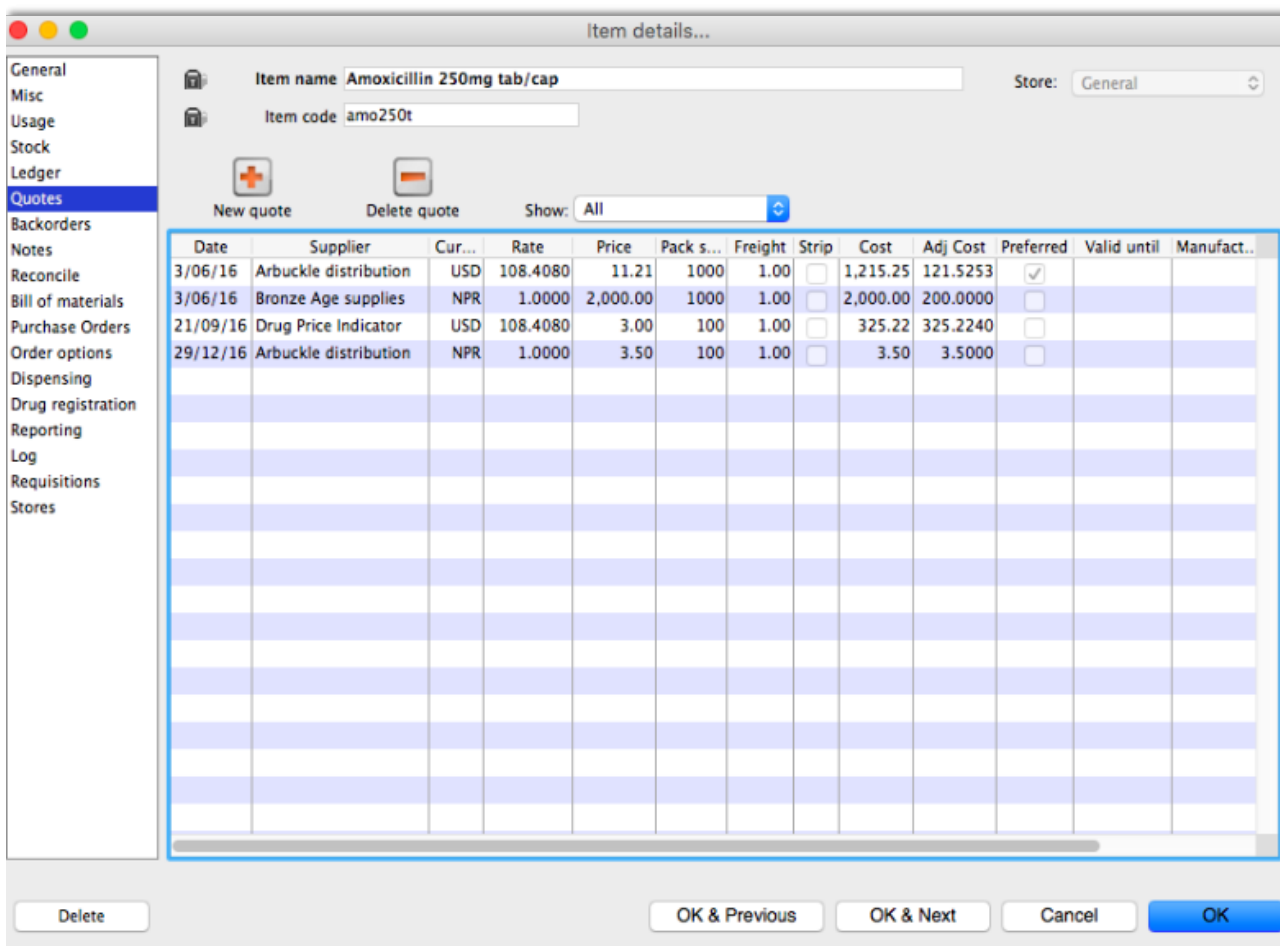 Item details...
General
Misc
Usage
Stock
Ledger
Quotes
Backorders
Notes
Reconcile
Bill of materials
Purchase Orders
Order options
Dispensing
Drug registration
Reporting
Log
Requisitions
Stores
Item name Amoxicillin 250mg tab/cap
Store: General
Item code amo250t
New quote Delete quote Show: All
Date Supplier Cur... Rate Price Pack s... Freight Strip Cost Adj Cost Preferred Valid until Manufact...
3/06/16 Arbuckle distribution USD 108.4080 11.21 1000 1.00 1,215.25 121.5253
3/06/16 Bronze Age supplies NPR 1.0000 2,000.00 1000 1.00 2,000.00 200.0000
21/09/16 Drug Price Indicator USD 108.4080 3.00 100 1.00 325.22 325.2240
29/12/16 Arbuckle distribution NPR 1.0000 3.50 100 1.00 3.50 3.5000
Delete OK & Previous OK & Next Cancel OK